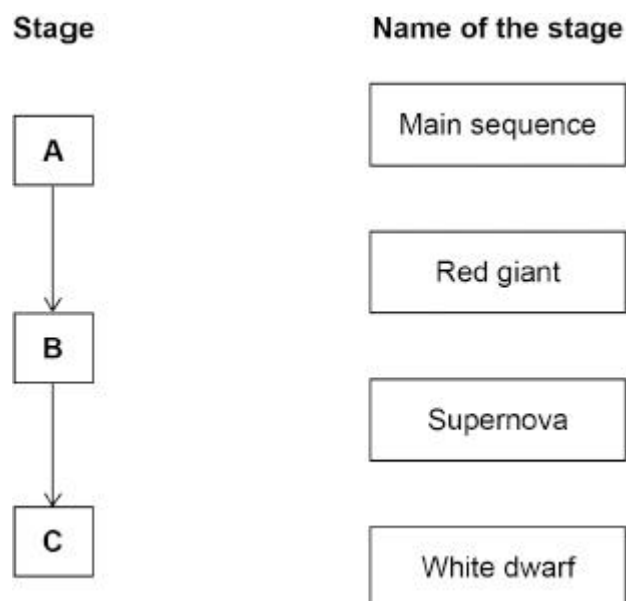 Stage
Name of the stage
A
Main sequence
Red giant
B
Supernova
C
White dwarf